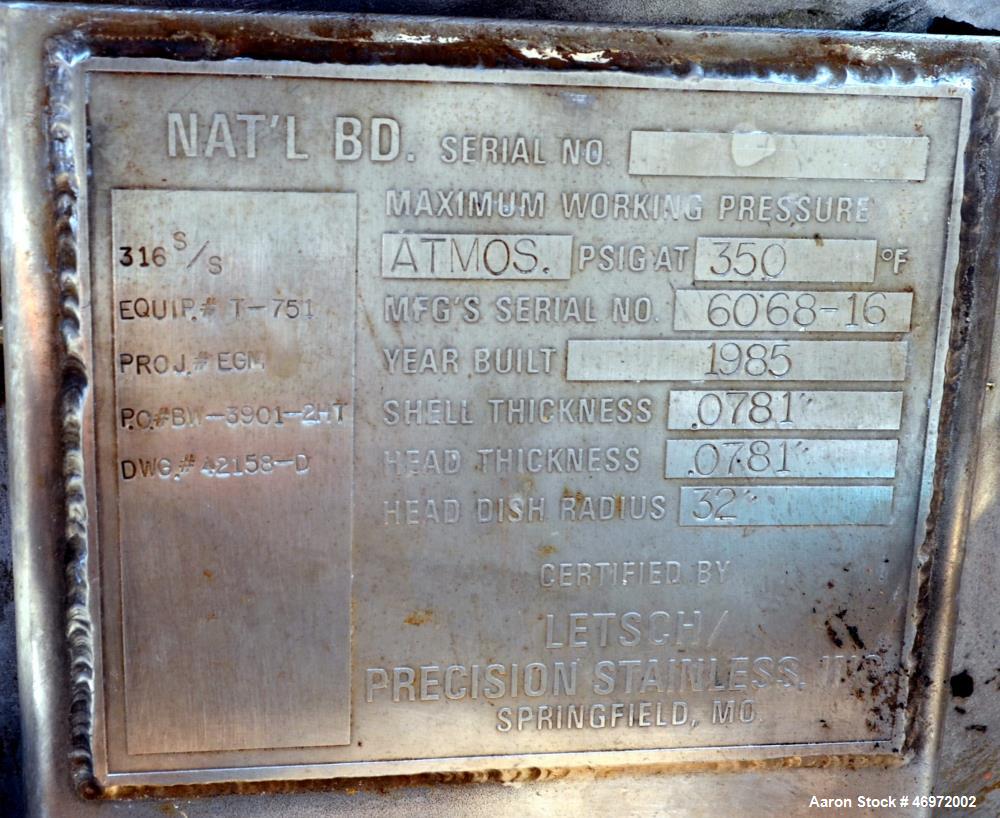 NAT'L BD. SERIAL NO.
MAXIMUM WORKING PRESSURE
ATMOS. PSIG AT 350 °F
MFG'S SERIAL NO. 6068-16
YEAR BUILT 1985
SHELL THICKNESS .0781"
HEAD THICKNESS .0781"
HEAD DISH RADIUS 32"
316 S/S
EQUIP.# T-751
PROJ.# EGM
P.O.#BW-3901-2HT
DWG.# 42158-D
CERTIFIED BY
LETSCH/
PRECISION STAINLESS, INC.
SPRINGFIELD, MO.
Aaron Stock # 46972002